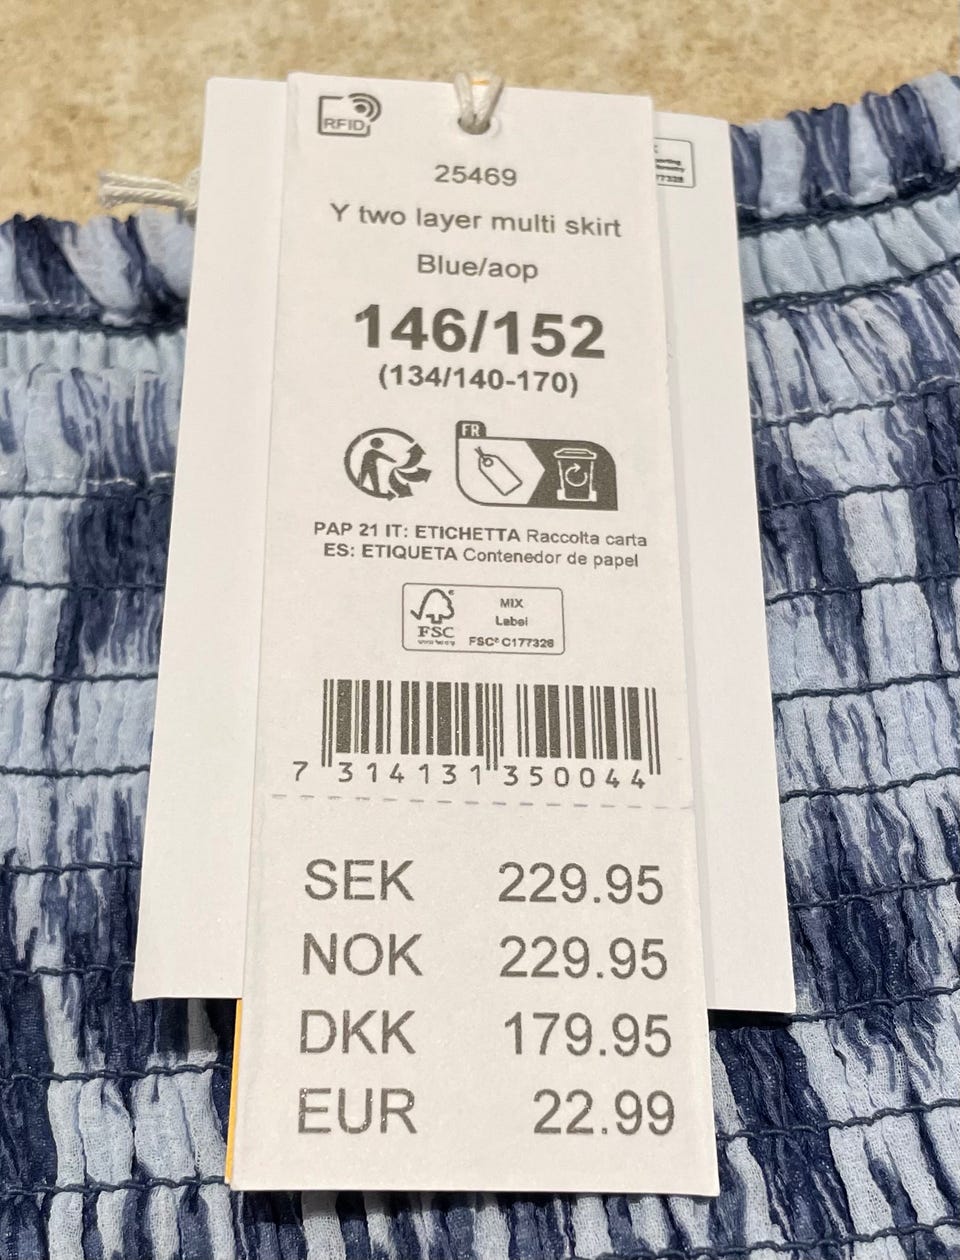 RFID
25469
Y two layer multi skirt
Blue/aop
146/152
(134/140-170)
FR
PAP 21 IT: ETICHETTA Raccolta carta
ES: ETIQUETA Contenedor de papel
FSC
MIX
Label
FSC® C177326
7 314131 350044
SEK 229.95
NOK 229.95
DKK 179.95
EUR 22.99